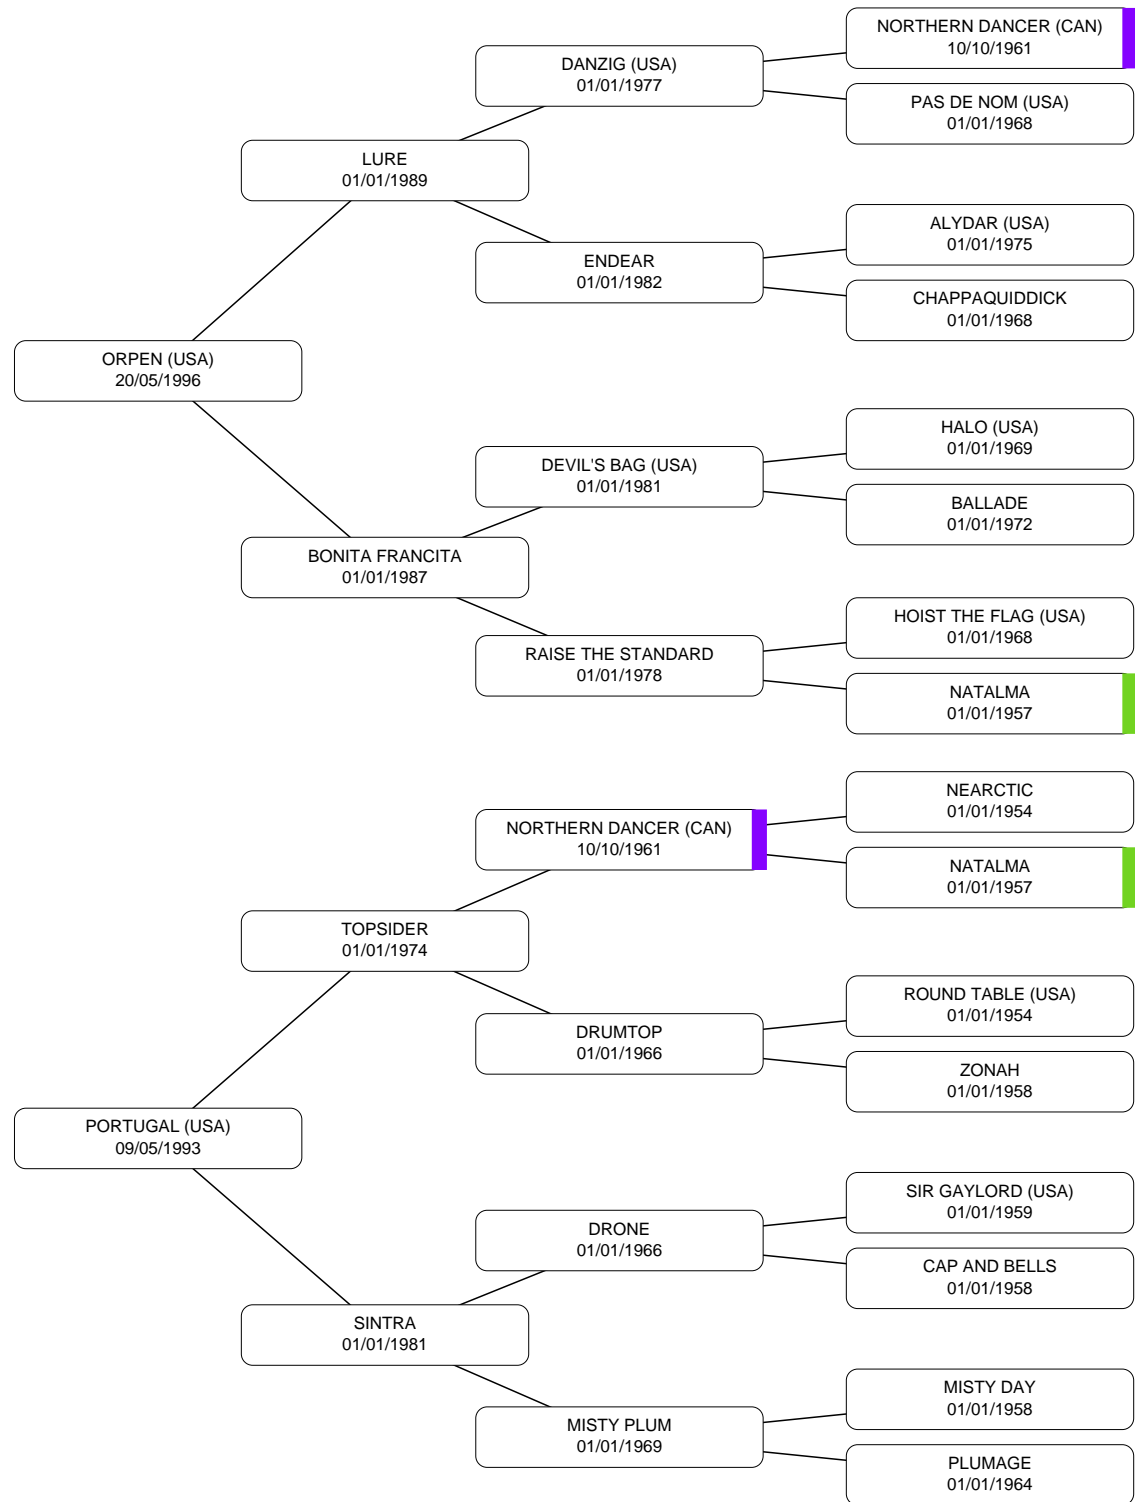 NORTHERN DANCER (CAN)
10/10/1961
DANZIG (USA)
01/01/1977
PAS DE NOM (USA)
01/01/1968
LURE
01/01/1989
ALYDAR (USA)
01/01/1975
ENDEAR
01/01/1982
CHAPPAQUIDDICK
01/01/1968
ORPEN (USA)
20/05/1996
HALO (USA)
01/01/1969
DEVIL'S BAG (USA)
01/01/1981
BALLADE
01/01/1972
BONITA FRANCITA
01/01/1987
HOIST THE FLAG (USA)
01/01/1968
RAISE THE STANDARD
01/01/1978
NATALMA
01/01/1957
NEARCTIC
01/01/1954
NORTHERN DANCER (CAN)
10/10/1961
NATALMA
01/01/1957
TOPSIDER
01/01/1974
ROUND TABLE (USA)
01/01/1954
DRUMTOP
01/01/1966
ZONAH
01/01/1958
PORTUGAL (USA)
09/05/1993
SIR GAYLORD (USA)
01/01/1959
DRONE
01/01/1966
CAP AND BELLS
01/01/1958
SINTRA
01/01/1981
MISTY DAY
01/01/1958
MISTY PLUM
01/01/1969
PLUMAGE
01/01/1964